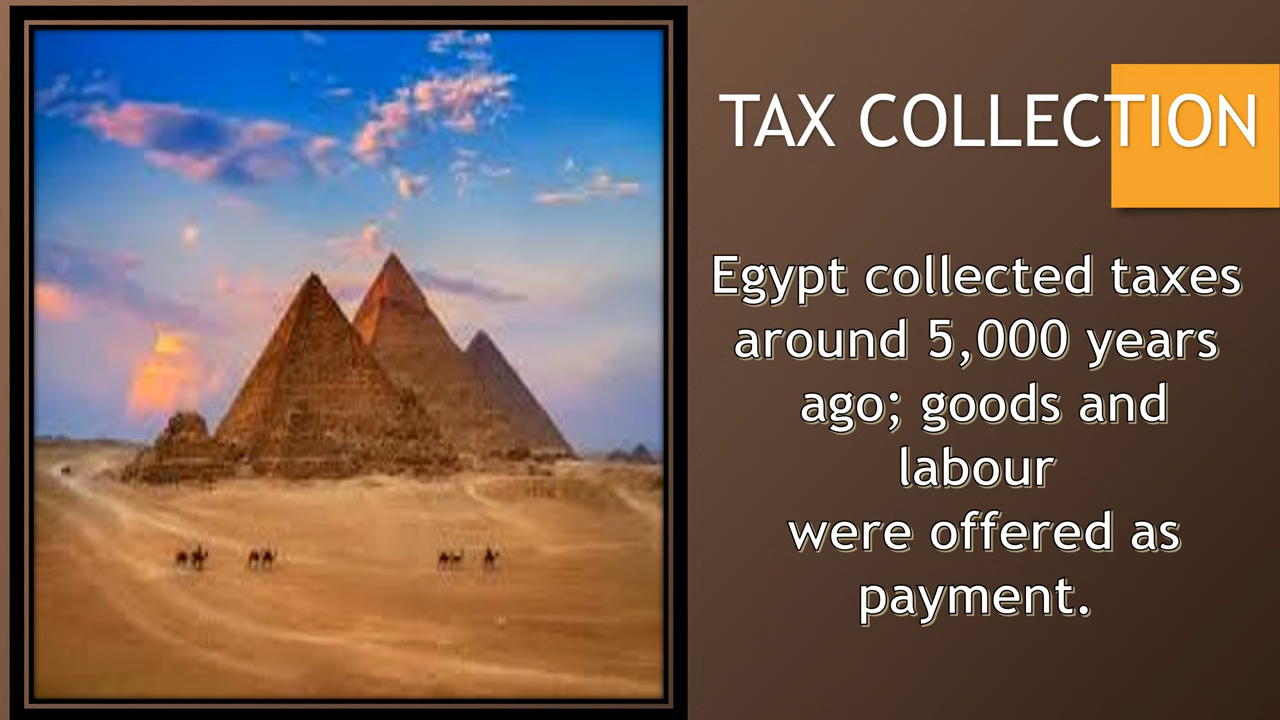 TAX COLLECTION
Egypt collected taxes
around 5,000 years
ago; goods and
labour
were offered as
payment.